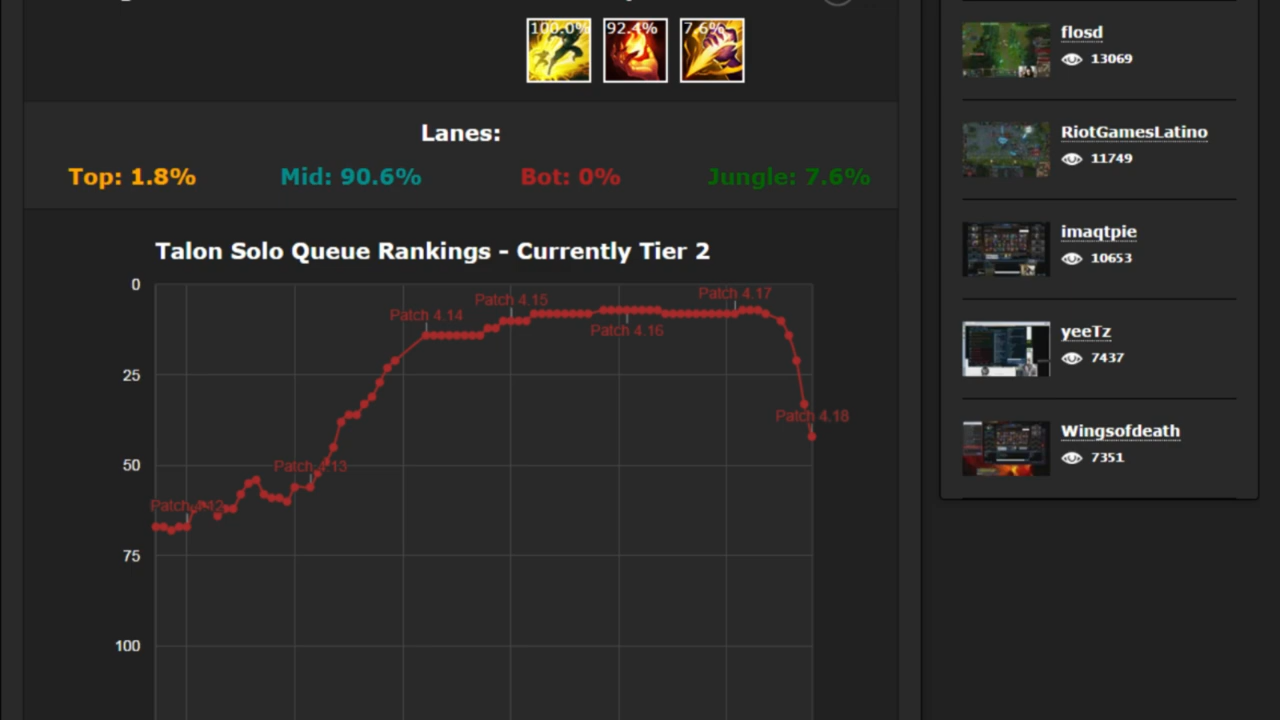 100.0% 92.4% 7.6%
Lanes:
Top: 1.8% Mid: 90.6% Bot: 0% Jungle: 7.6%
Talon Solo Queue Rankings - Currently Tier 2
0
25
50
75
100
Patch 4.12
Patch 4.13
Patch 4.14
Patch 4.15
Patch 4.16
Patch 4.17
Patch 4.18
flosd
13069
RiotGamesLatino
11749
imaqtpie
10653
yeeTz
7437
Wingsofdeath
7351